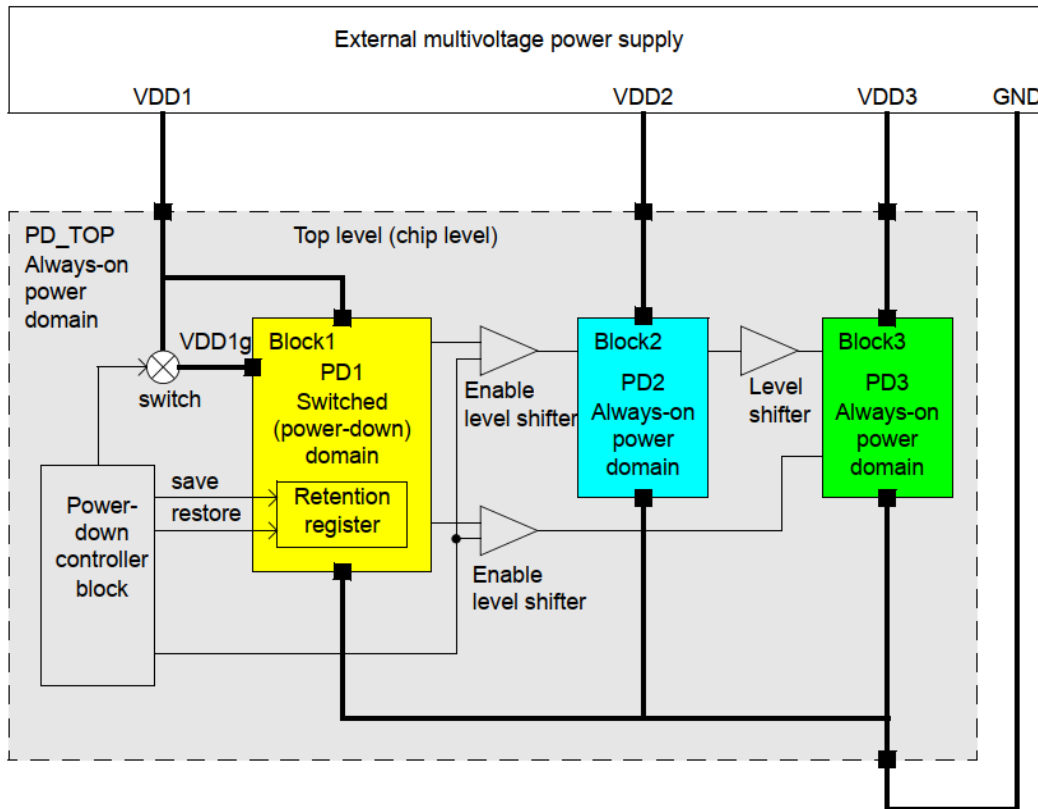 External multivoltage power supply
VDD1
VDD2
VDD3
GND
PD_TOP
Always-on
power
domain
Top level (chip level)
VDD1g
switch
Block1
PD1
Switched
(power-down)
domain
Retention
register
save
restore
Power-
down
controller
block
Enable
level shifter
Enable
level shifter
Block2
PD2
Always-on
power
domain
Level
shifter
Block3
PD3
Always-on
power
domain